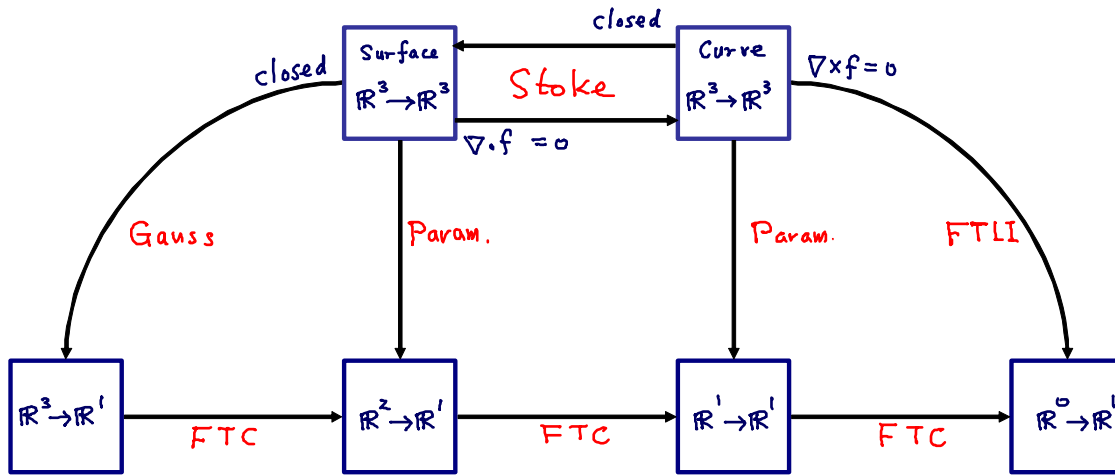 closed
Surface
Curve
closed
∇×f=0
ℝ³→ℝ³
Stoke
ℝ³→ℝ³
∇.f =0
Gauss
Param.
Param.
FTLI
ℝ³→ℝ¹
ℝ²→ℝ¹
ℝ¹→ℝ¹
ℝ⁰→ℝ¹
FTC
FTC
FTC